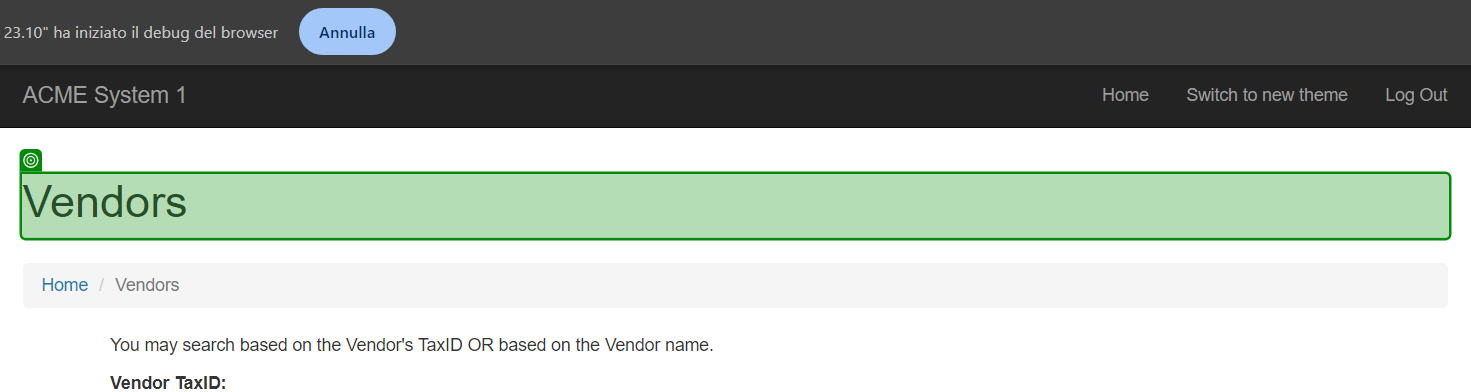 23.10" ha iniziato il debug del browser Annulla
ACME System 1 Home Switch to new theme Log Out
Vendors
Home / Vendors
You may search based on the Vendor's TaxID OR based on the Vendor name.
Vendor TaxID: